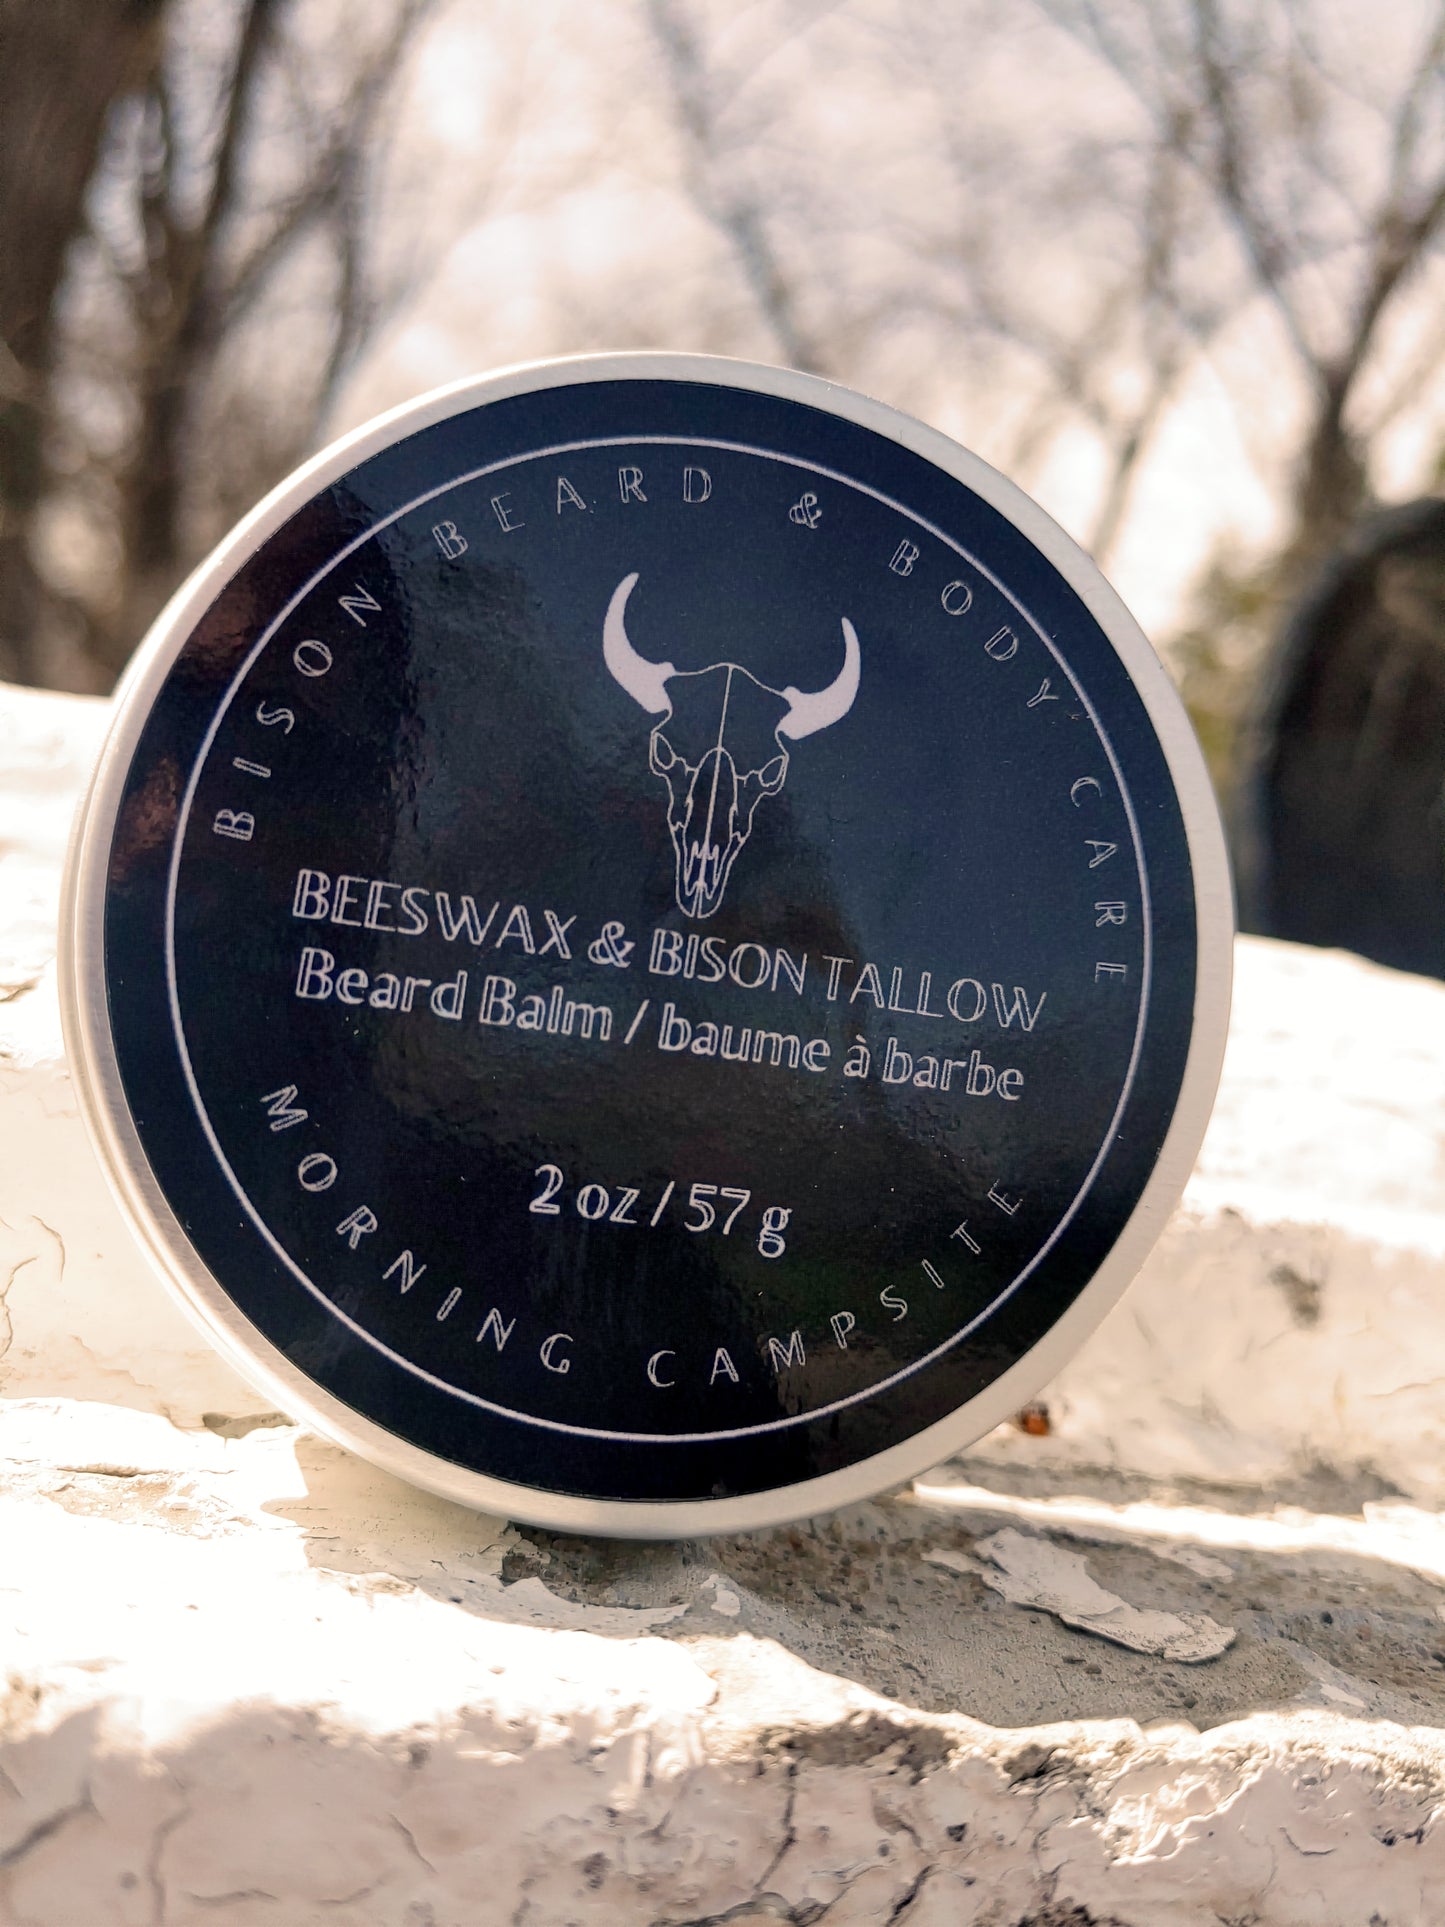 BISON BEARD & BODY CARE
BEESWAX & BISON TALLOW
Beard Balm / baume à barbe
2 oz / 57 g
MORNING CAMPSITE